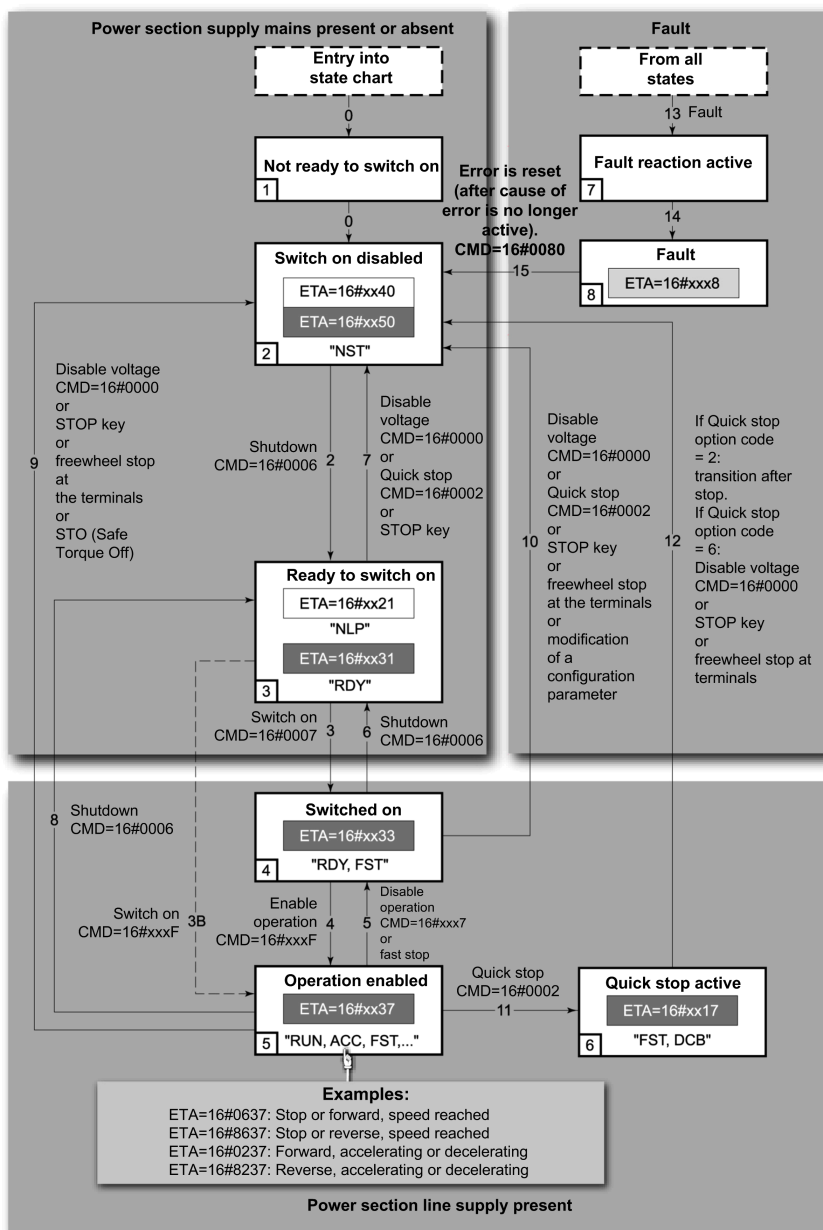 Power section supply mains present or absent
Entry into
state chart
0
Not ready to switch on
1
0
Switch on disabled
ETA=16#xx40
ETA=16#xx50
"NST"
2
Disable voltage
CMD=16#0000
or
STOP key
or
freewheel stop
at
the terminals
or
STO (Safe
Torque Off)
9
Shutdown
CMD=16#0006
2
7
Disable
voltage
CMD=16#0000
or
Quick stop
CMD=16#0002
or
STOP key
Ready to switch on
ETA=16#xx21
"NLP"
ETA=16#xx31
"RDY"
3
Switch on
CMD=16#0007
3
6
Shutdown
CMD=16#0006
Fault
From all
states
13 Fault
Fault reaction active
7
14
Fault
ETA=16#xxx8
8
Error is reset
(after cause of
error is no longer
active).
CMD=16#0080
15
Disable
voltage
CMD=16#0000
or
Quick stop
CMD=16#0002
or
STOP key
or
freewheel stop
at the terminals
or
modification
of a
configuration
parameter
10
12
If Quick stop
option code
= 2:
transition after
stop.
If Quick stop
option code
= 6:
Disable voltage
CMD=16#0000
or
STOP key
or
freewheel stop at
terminals
8
Shutdown
CMD=16#0006
Switched on
ETA=16#xx33
"RDY, FST"
4
Switch on
CMD=16#xxxF
3B
Enable
operation
CMD=16#xxxF
4
5
Disable
operation
CMD=16#xxx7
or
fast stop
Operation enabled
ETA=16#xx37
"RUN, ACC, FST,..."
5
Quick stop
CMD=16#0002
11
Quick stop active
ETA=16#xx17
"FST, DCB"
6
Examples:
ETA=16#0637: Stop or forward, speed reached
ETA=16#8637: Stop or reverse, speed reached
ETA=16#0237: Forward, accelerating or decelerating
ETA=16#8237: Reverse, accelerating or decelerating
Power section line supply present